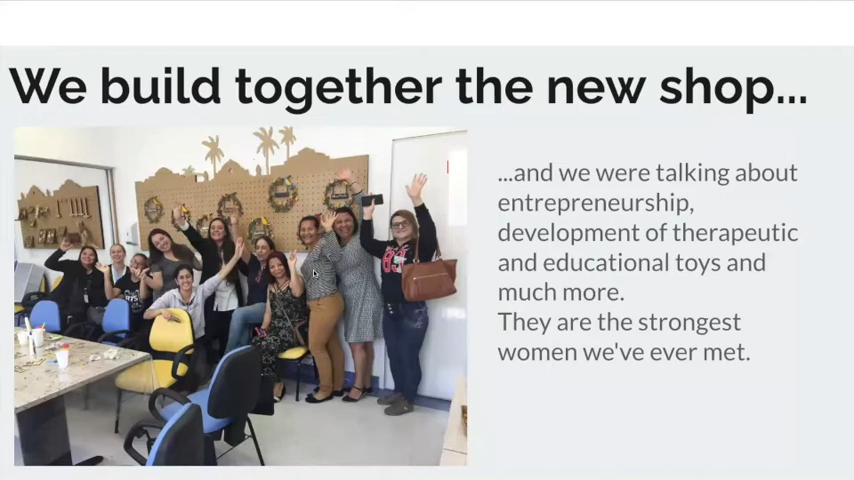 We build together the new shop...
...and we were talking about
entrepreneurship,
development of therapeutic
and educational toys and
much more.
They are the strongest
women we've ever met.